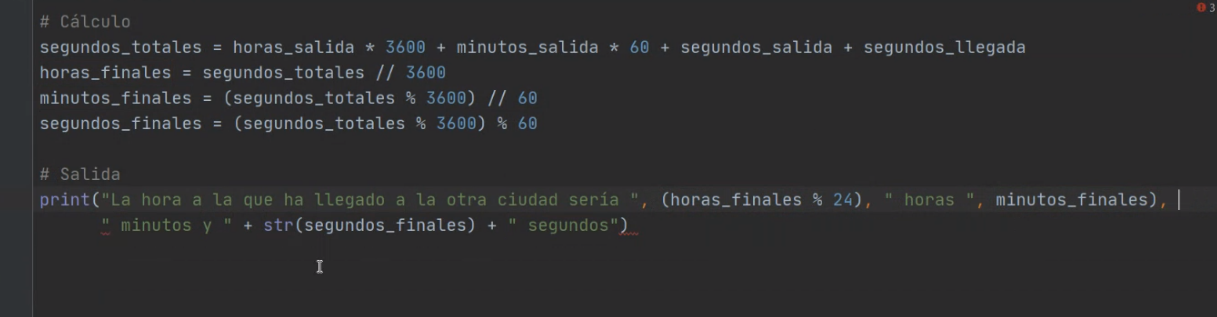 3
# Cálculo
segundos_totales = horas_salida * 3600 + minutos_salida * 60 + segundos_salida + segundos_llegada
horas_finales = segundos_totales // 3600
minutos_finales = (segundos_totales % 3600) // 60
segundos_finales = (segundos_totales % 3600) % 60
# Salida
print("La hora a la que ha llegado a la otra ciudad sería ", (horas_finales % 24), " horas ", minutos_finales),
" minutos y " + str(segundos_finales) + " segundos")